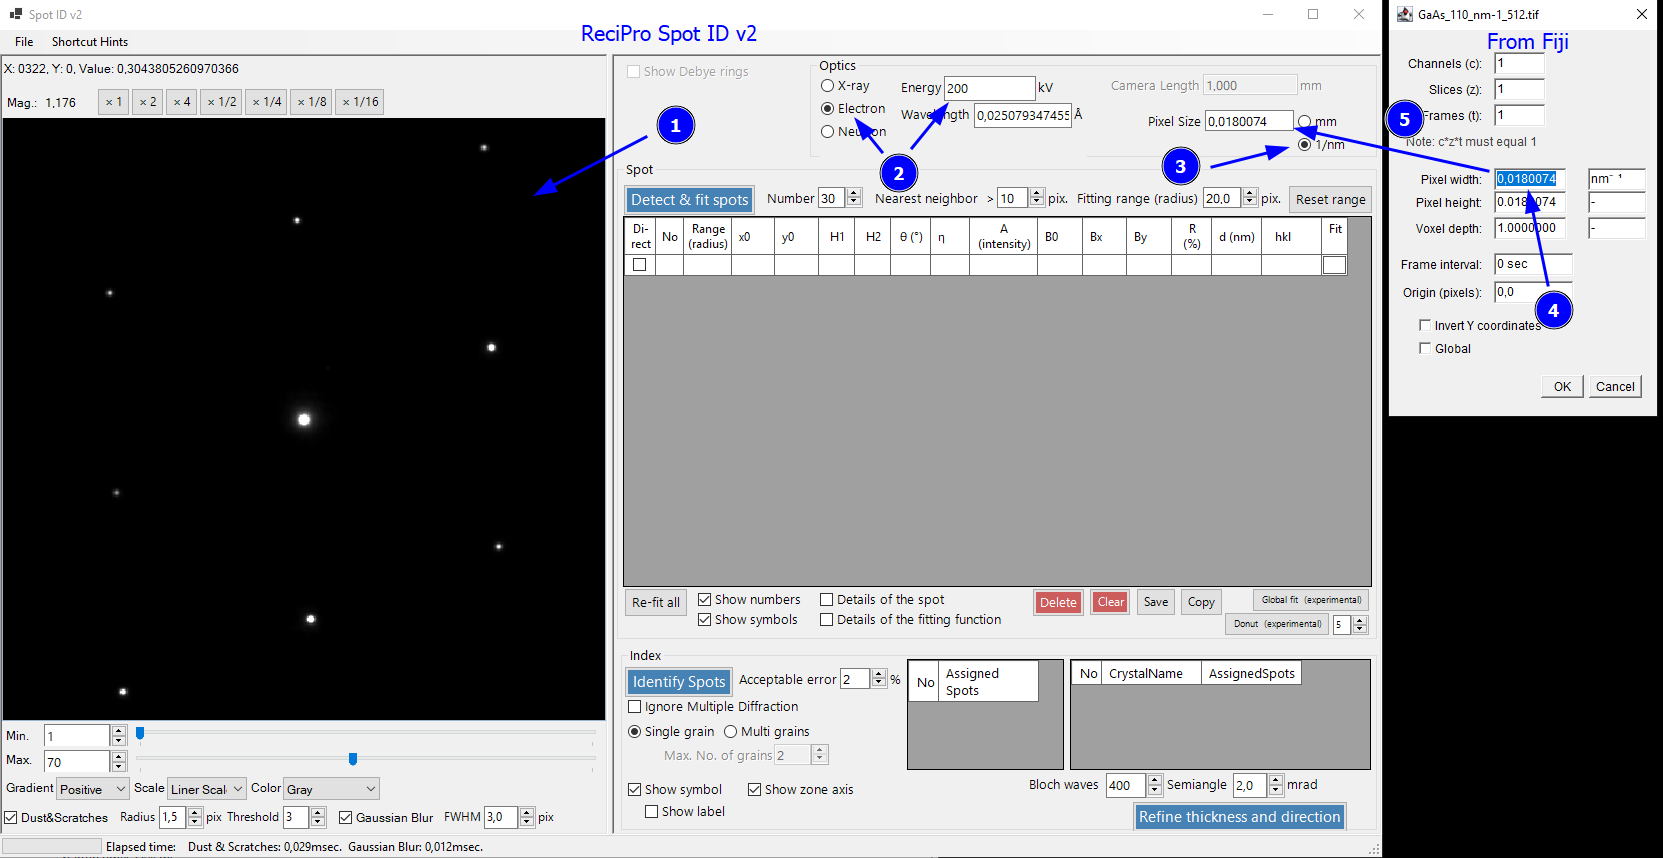 Spot ID v2
ReciPro Spot ID v2
File Shortcut Hints
X: 0322, Y: 0, Value: 0,3043805260970366
Mag.: 1,176 × 1 × 2 × 4 × 1/2 × 1/4 × 1/8 × 1/16
1
Show Debye rings
Optics
X-ray Energy 200 kV Camera Length 1,000 mm
Electron Wavelength 0,025079347455 Å Pixel Size 0,0180074 mm
Neutron 1/nm
2
3
Spot
Detect & fit spots Number 30 Nearest neighbor > 10 pix. Fitting range (radius) 20,0 pix. Reset range
Di-rect No Range (radius) x0 y0 H1 H2 θ (°) η A (intensity) B0 Bx By R (%) d (nm) hkl Fit
Re-fit all Show numbers Details of the spot Delete Clear Save Copy Global fit (experimental)
Show symbols Details of the fitting function Donut (experimental) 5
Index
Identify Spots Acceptable error 2 %
Ignore Multiple Diffraction
Single grain Multi grains
Max. No. of grains 2
Show symbol Show zone axis
Show label
No Assigned Spots
No CrystalName AssignedSpots
Bloch waves 400 Semiangle 2,0 mrad
Refine thickness and direction
Min. 1
Max. 70
Gradient Positive Scale Liner Scale Color Gray
Dust&Scratches Radius 1,5 pix Threshold 3 Gaussian Blur FWHM 3,0 pix
Elapsed time: Dust & Scratches: 0,029msec. Gaussian Blur: 0,012msec.
GaAs_110_nm-1_512.tif
From Fiji
Channels (c): 1
Slices (z): 1
Frames (t): 1
5
Note: c*z*t must equal 1
Pixel width: 0,0180074 nm⁻¹
Pixel height: 0.0180074 -
Voxel depth: 1.0000000 -
Frame interval: 0 sec
Origin (pixels): 0,0
4
Invert Y coordinates
Global
OK Cancel